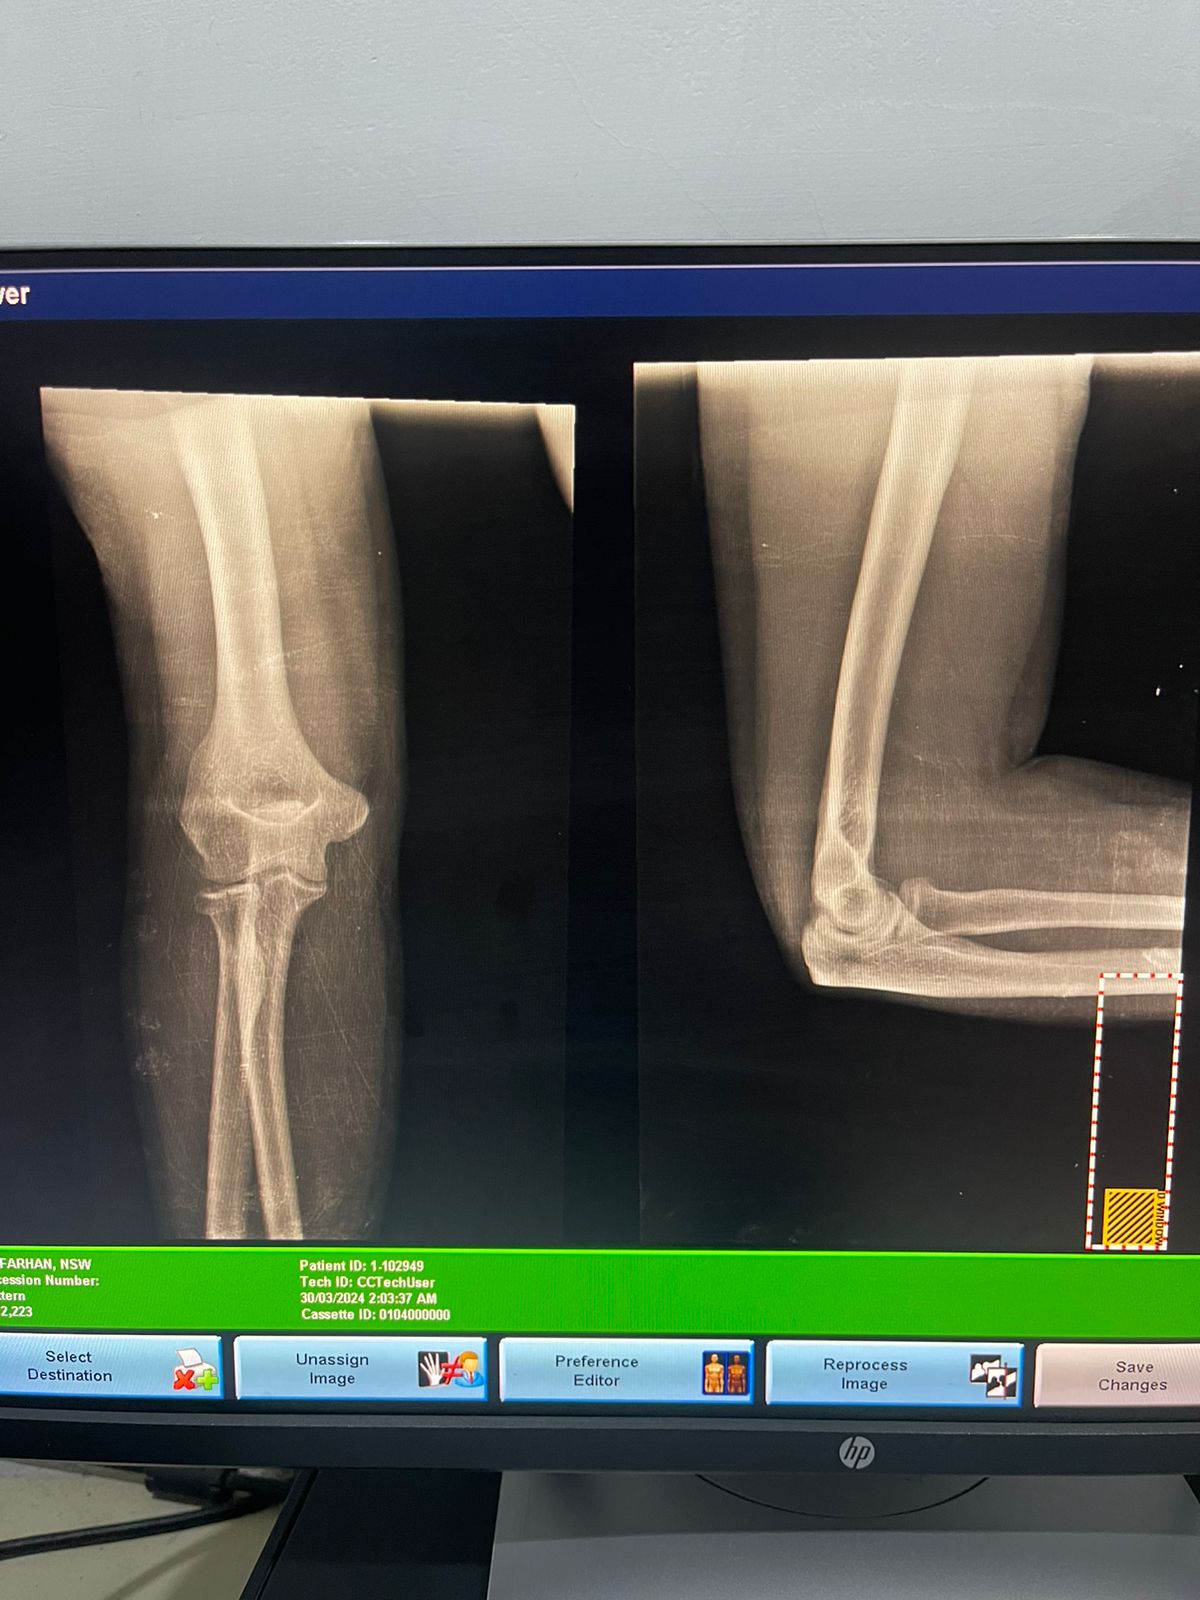 ver
FARHAN, NSW
cession Number:
tern
2,223
Patient ID: 1-102949
Tech ID: CCTechUser
30/03/2024 2:03:37 AM
Cassette ID: 0104000000
Select
Destination
Unassign
Image
Preference
Editor
Reprocess
Image
Save
Changes
hp